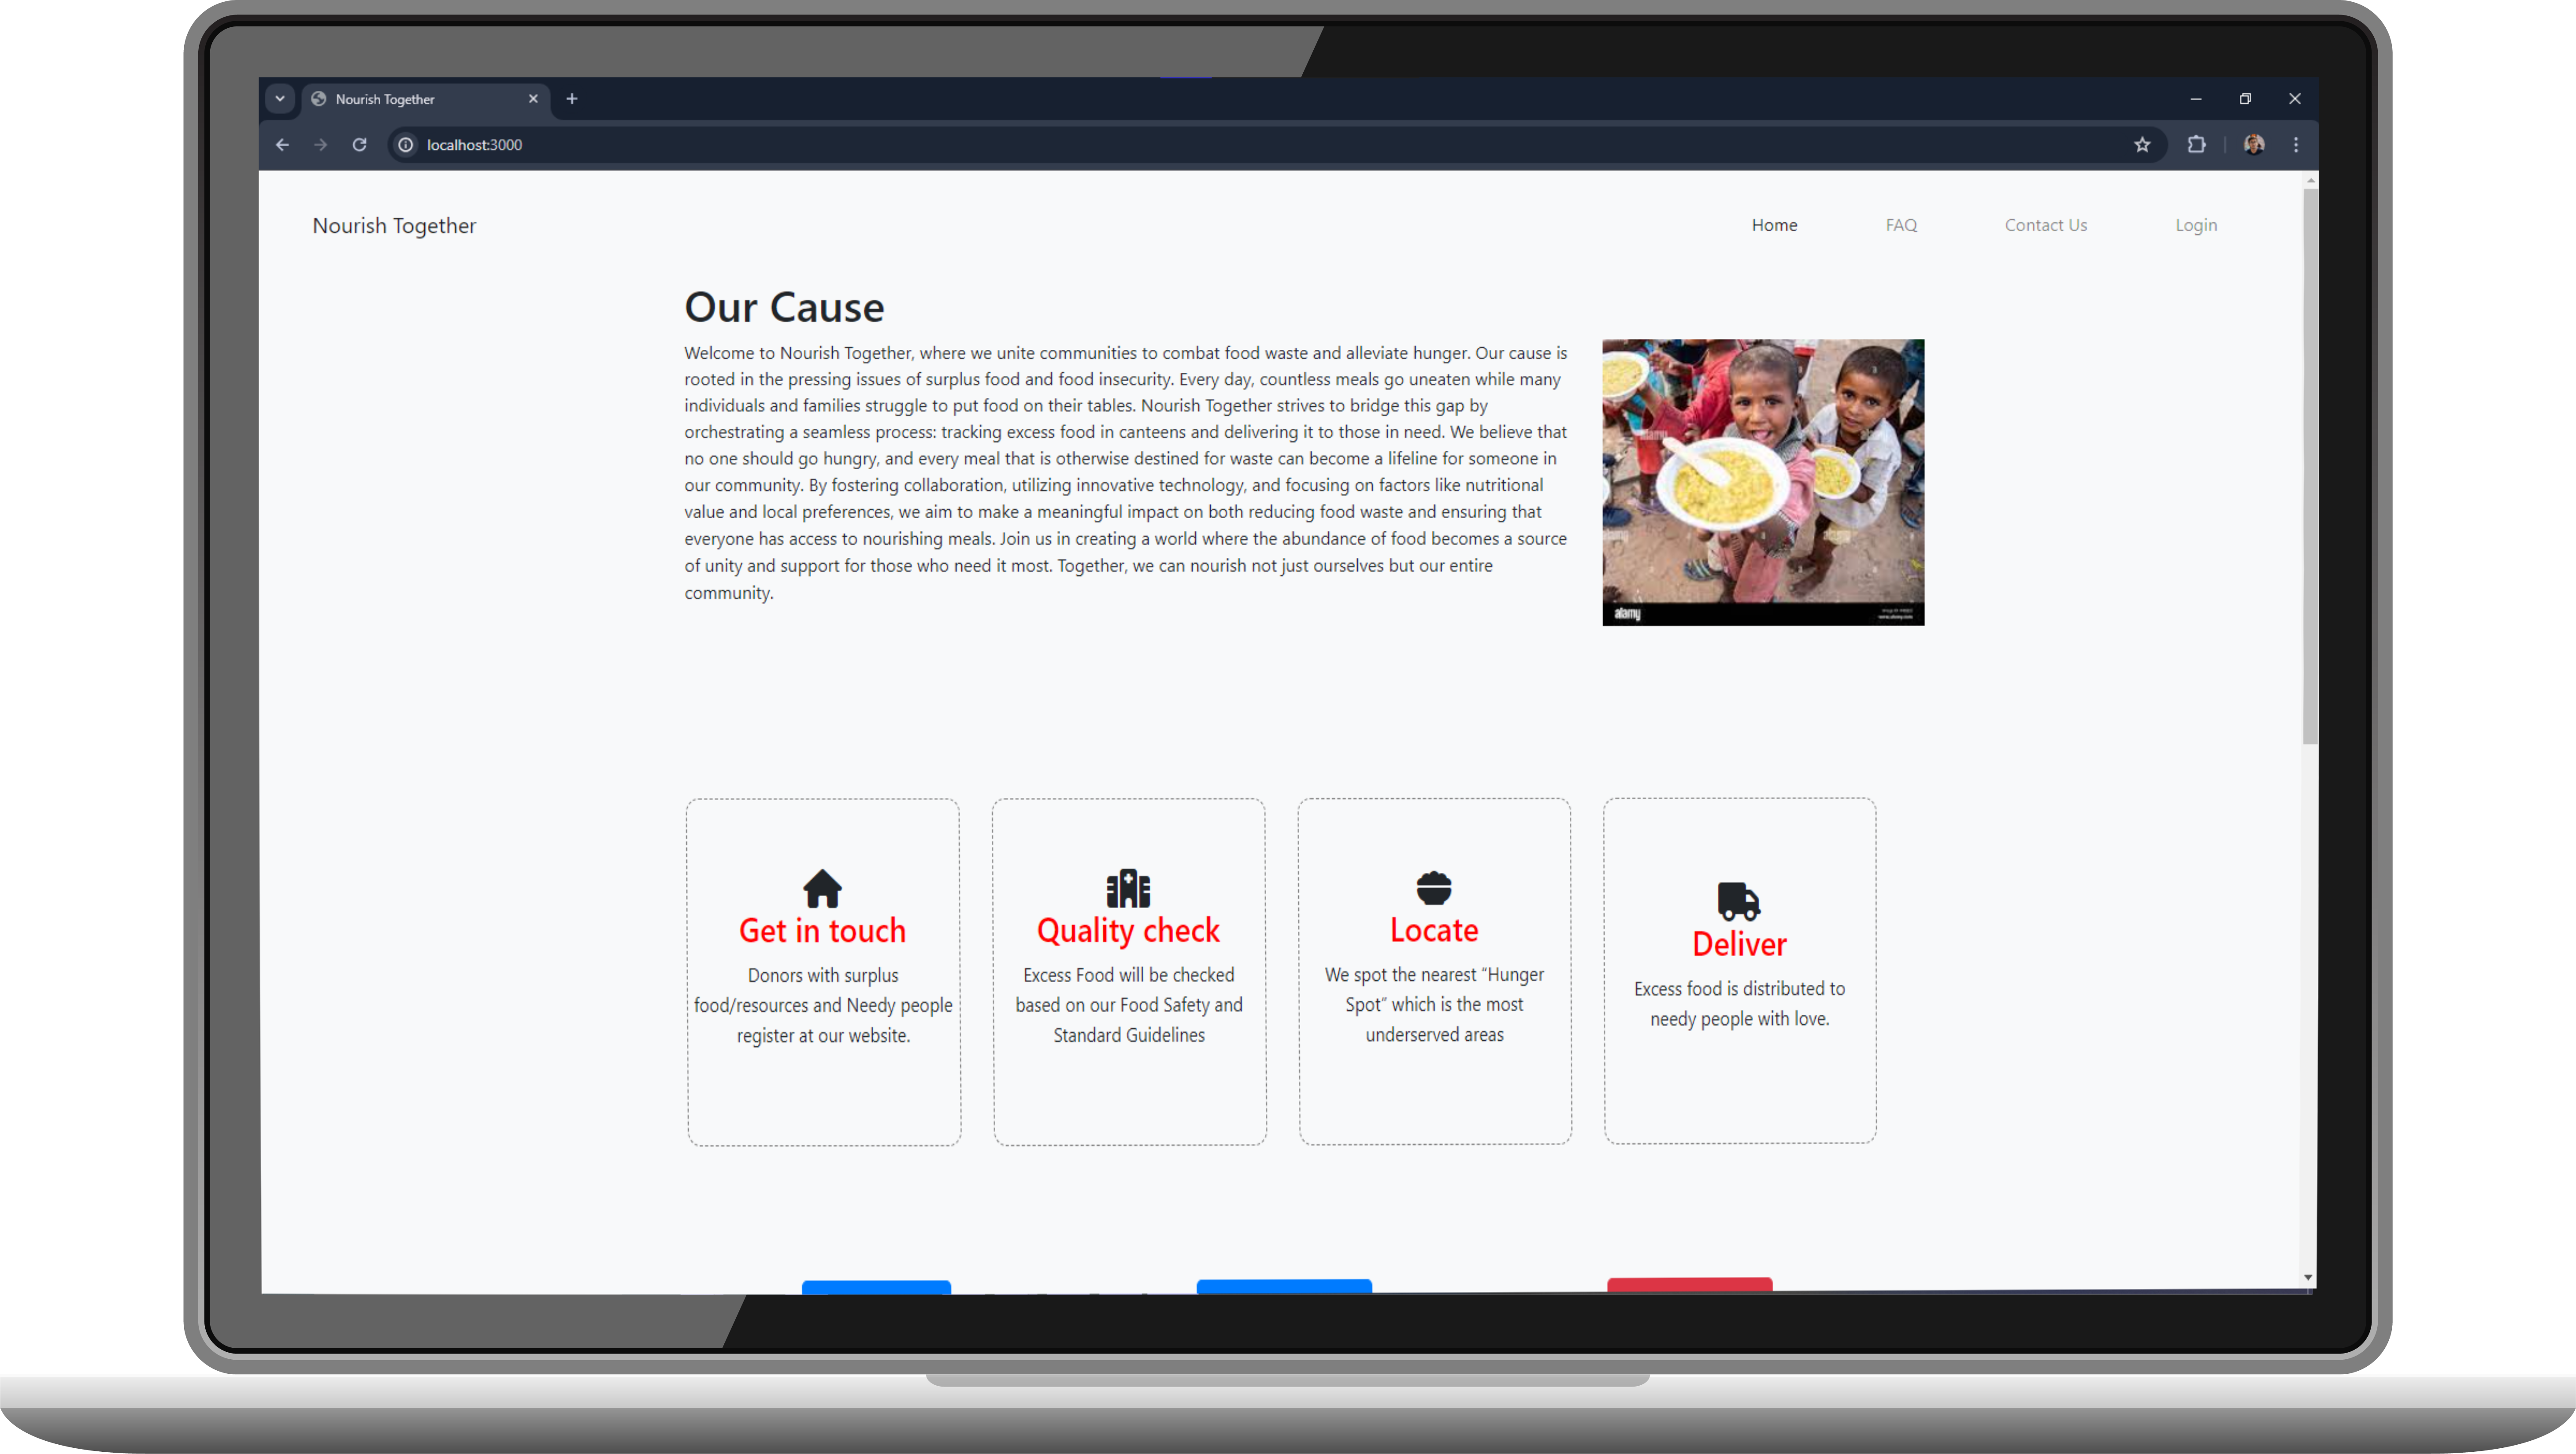 Nourish Together
localhost:3000
Nourish Together
Home
FAQ
Contact Us
Login
Our Cause
Welcome to Nourish Together, where we unite communities to combat food waste and alleviate hunger. Our cause is
rooted in the pressing issues of surplus food and food insecurity. Every day, countless meals go uneaten while many
individuals and families struggle to put food on their tables. Nourish Together strives to bridge this gap by
orchestrating a seamless process: tracking excess food in canteens and delivering it to those in need. We believe that
no one should go hungry, and every meal that is otherwise destined for waste can become a lifeline for someone in
our community. By fostering collaboration, utilizing innovative technology, and focusing on factors like nutritional
value and local preferences, we aim to make a meaningful impact on both reducing food waste and ensuring that
everyone has access to nourishing meals. Join us in creating a world where the abundance of food becomes a source
of unity and support for those who need it most. Together, we can nourish not just ourselves but our entire
community.
alamy
Get in touch
Donors with surplus
food/resources and Needy people
register at our website.
Quality check
Excess Food will be checked
based on our Food Safety and
Standard Guidelines
Locate
We spot the nearest “Hunger
Spot” which is the most
underserved areas
Deliver
Excess food is distributed to
needy people with love.